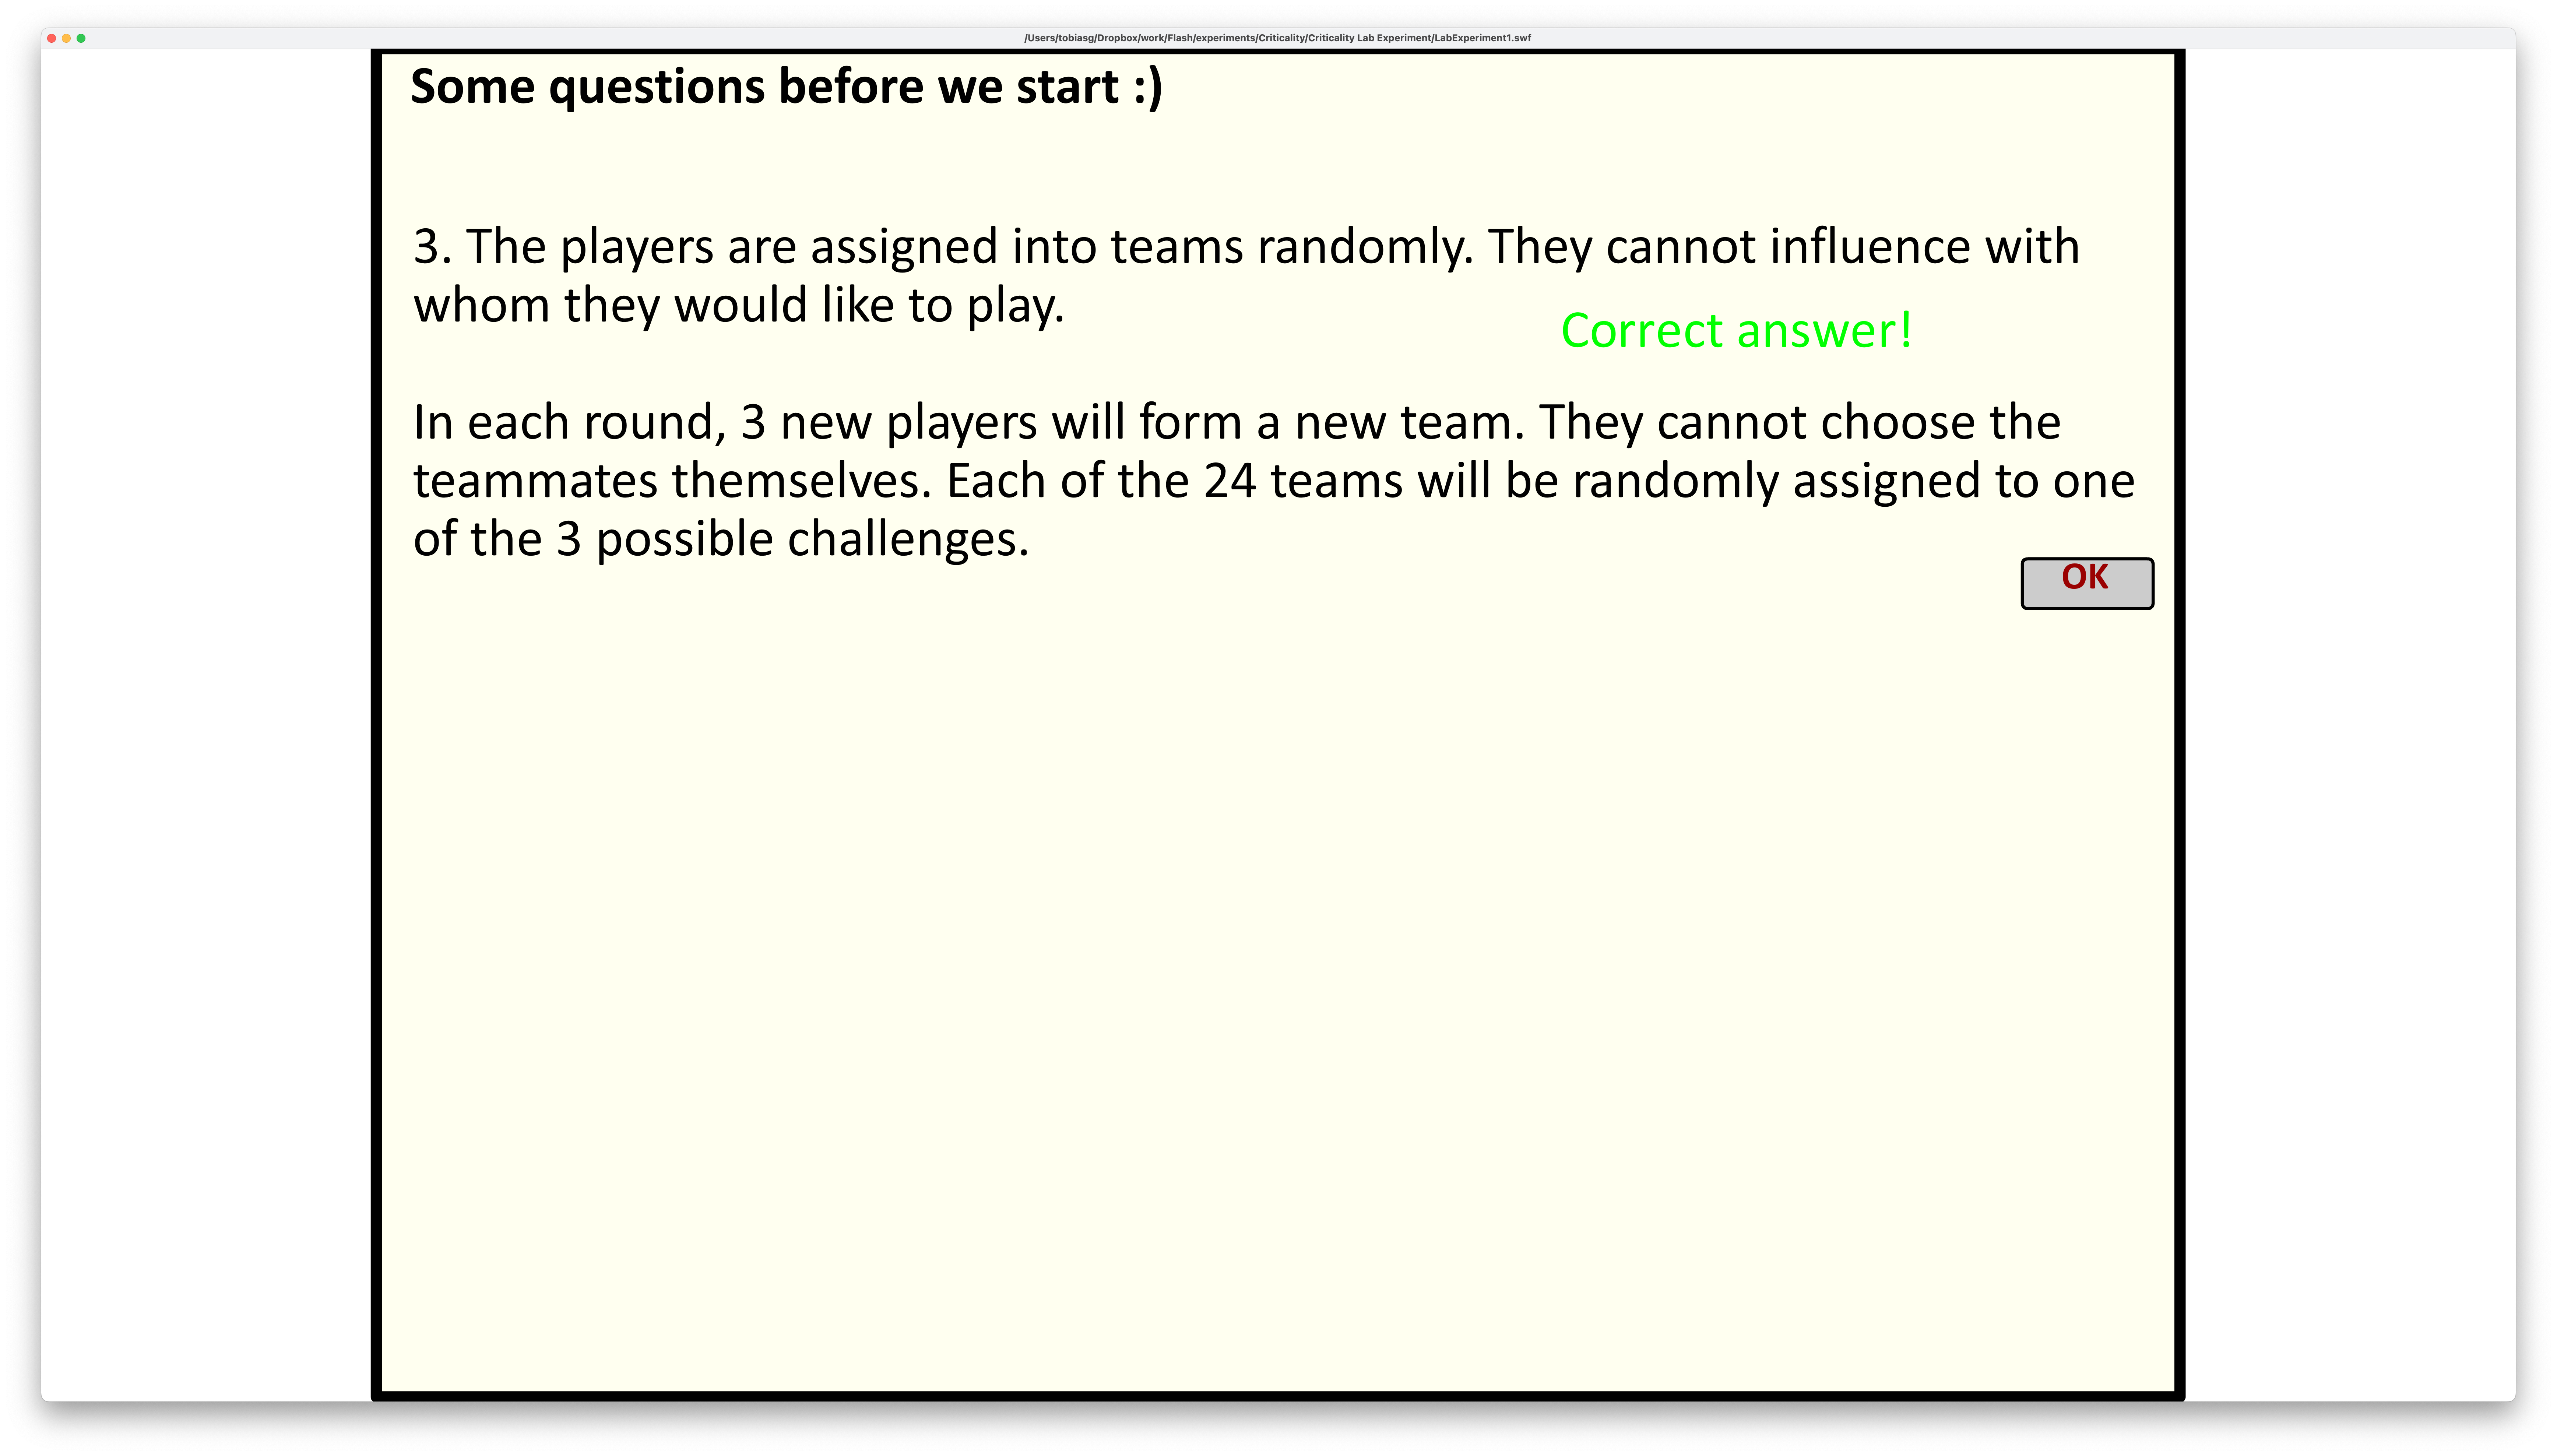 /Users/tobiasg/Dropbox/work/Flash/experiments/Criticality/Criticality Lab Experiment/LabExperiment1.swf
Some questions before we start :)
3. The players are assigned into teams randomly. They cannot influence with
whom they would like to play.
Correct answer!
In each round, 3 new players will form a new team. They cannot choose the
teammates themselves. Each of the 24 teams will be randomly assigned to one
of the 3 possible challenges.
OK